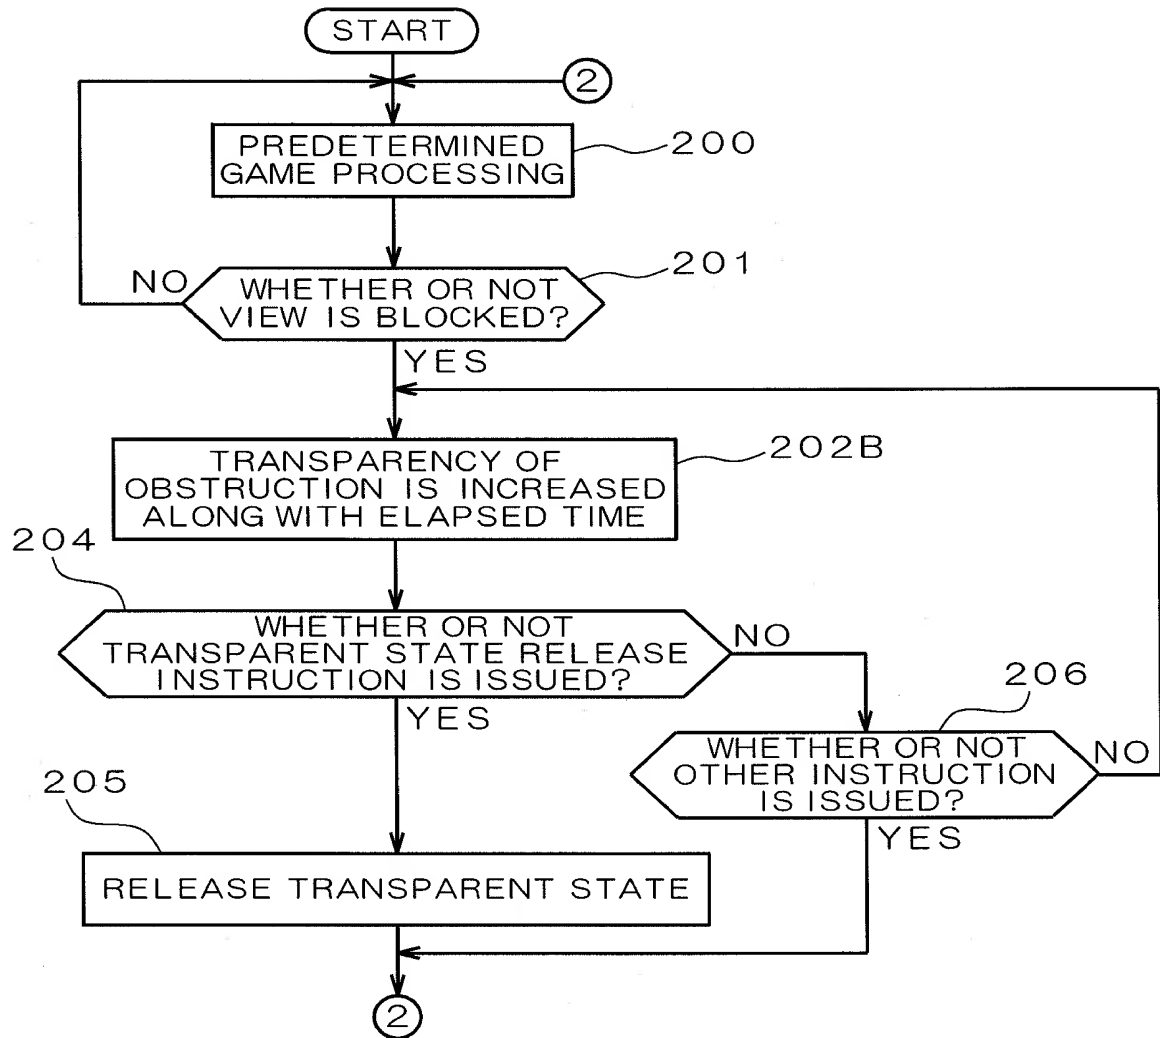 START
2
PREDETERMINED
GAME PROCESSING
200
201
NO
WHETHER OR NOT
VIEW IS BLOCKED?
YES
202B
TRANSPARENCY OF
OBSTRUCTION IS INCREASED
ALONG WITH ELAPSED TIME
204
WHETHER OR NOT
TRANSPARENT STATE RELEASE
INSTRUCTION IS ISSUED?
NO
YES
206
WHETHER OR NOT
OTHER INSTRUCTION
IS ISSUED?
NO
YES
205
RELEASE TRANSPARENT STATE
2